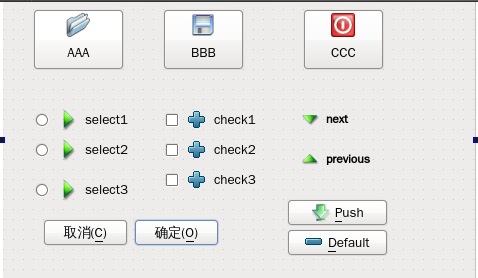 AAA BBB CCC
select1 check1 next
select2 check2
previous
select3 check3
Push
取消(C) 确定(O)
Default